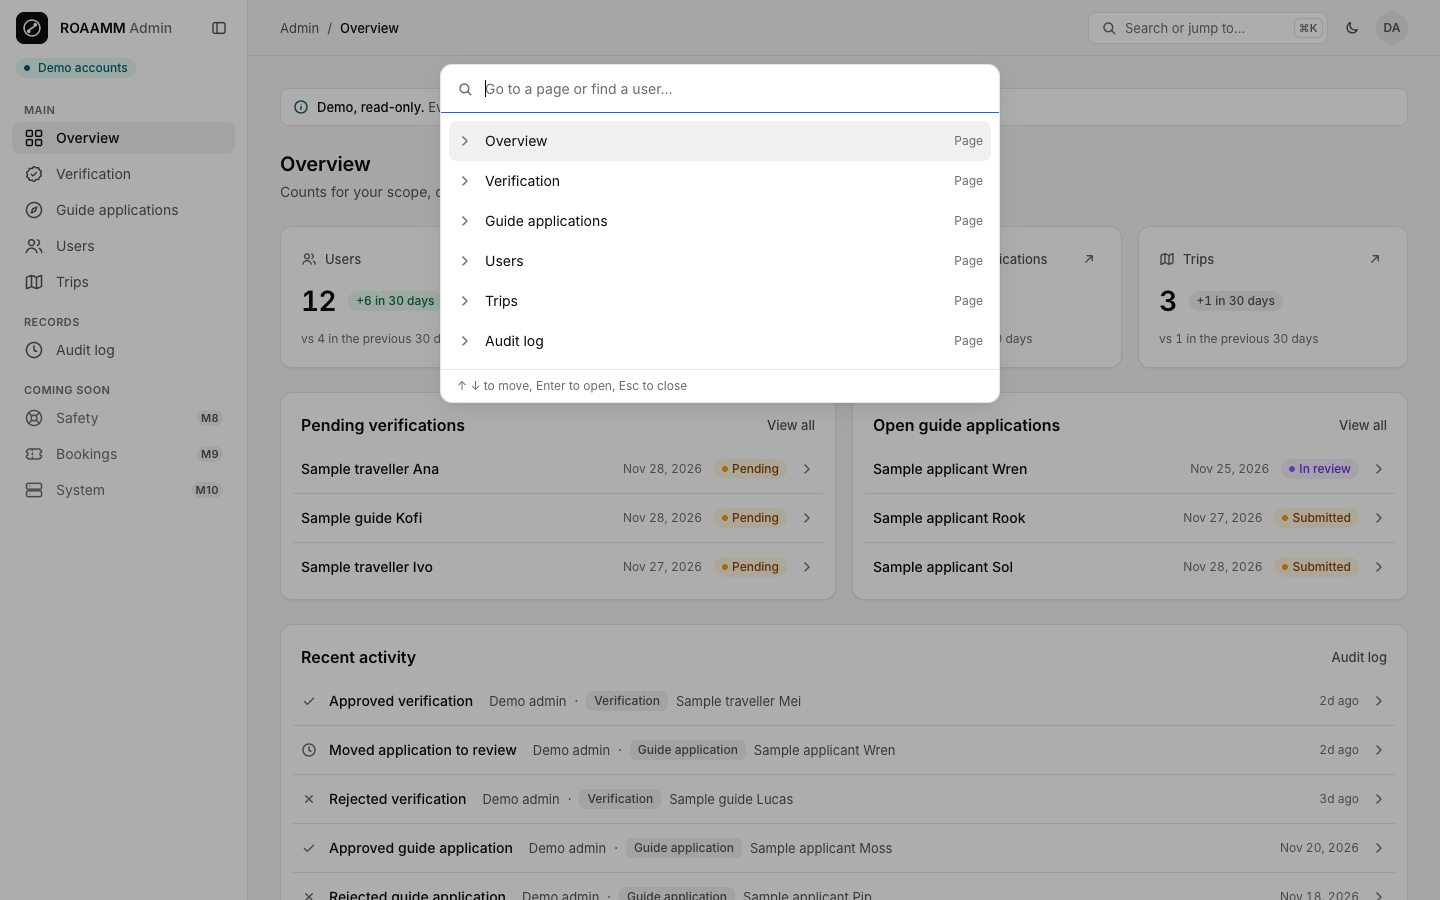 ROAAMM Admin
Demo accounts
MAIN
Overview
Verification
Guide applications
Users
Trips
RECORDS
Audit log
COMING SOON
Safety M8
Bookings M9
System M10
Admin / Overview
Search or jump to... ⌘K
DA
Go to a page or find a user...
Overview Page
Verification Page
Guide applications Page
Users Page
Trips Page
Audit log Page
↑ ↓ to move, Enter to open, Esc to close
Demo, read-only.
Overview
Counts for your scope,
Users
12 +6 in 30 days
vs 4 in the previous 30 d
days
Trips
3 +1 in 30 days
vs 1 in the previous 30 days
Pending verifications View all
Sample traveller Ana Nov 28, 2026 Pending
Sample guide Kofi Nov 28, 2026 Pending
Sample traveller Ivo Nov 27, 2026 Pending
Open guide applications View all
Sample applicant Wren Nov 25, 2026 In review
Sample applicant Rook Nov 27, 2026 Submitted
Sample applicant Sol Nov 28, 2026 Submitted
Recent activity Audit log
Approved verification Demo admin · Verification Sample traveller Mei 2d ago
Moved application to review Demo admin · Guide application Sample applicant Wren 2d ago
Rejected verification Demo admin · Verification Sample guide Lucas 3d ago
Approved guide application Demo admin · Guide application Sample applicant Moss Nov 20, 2026
Rejected guide application Demo admin · Guide application Sample applicant Pip Nov 18, 2026